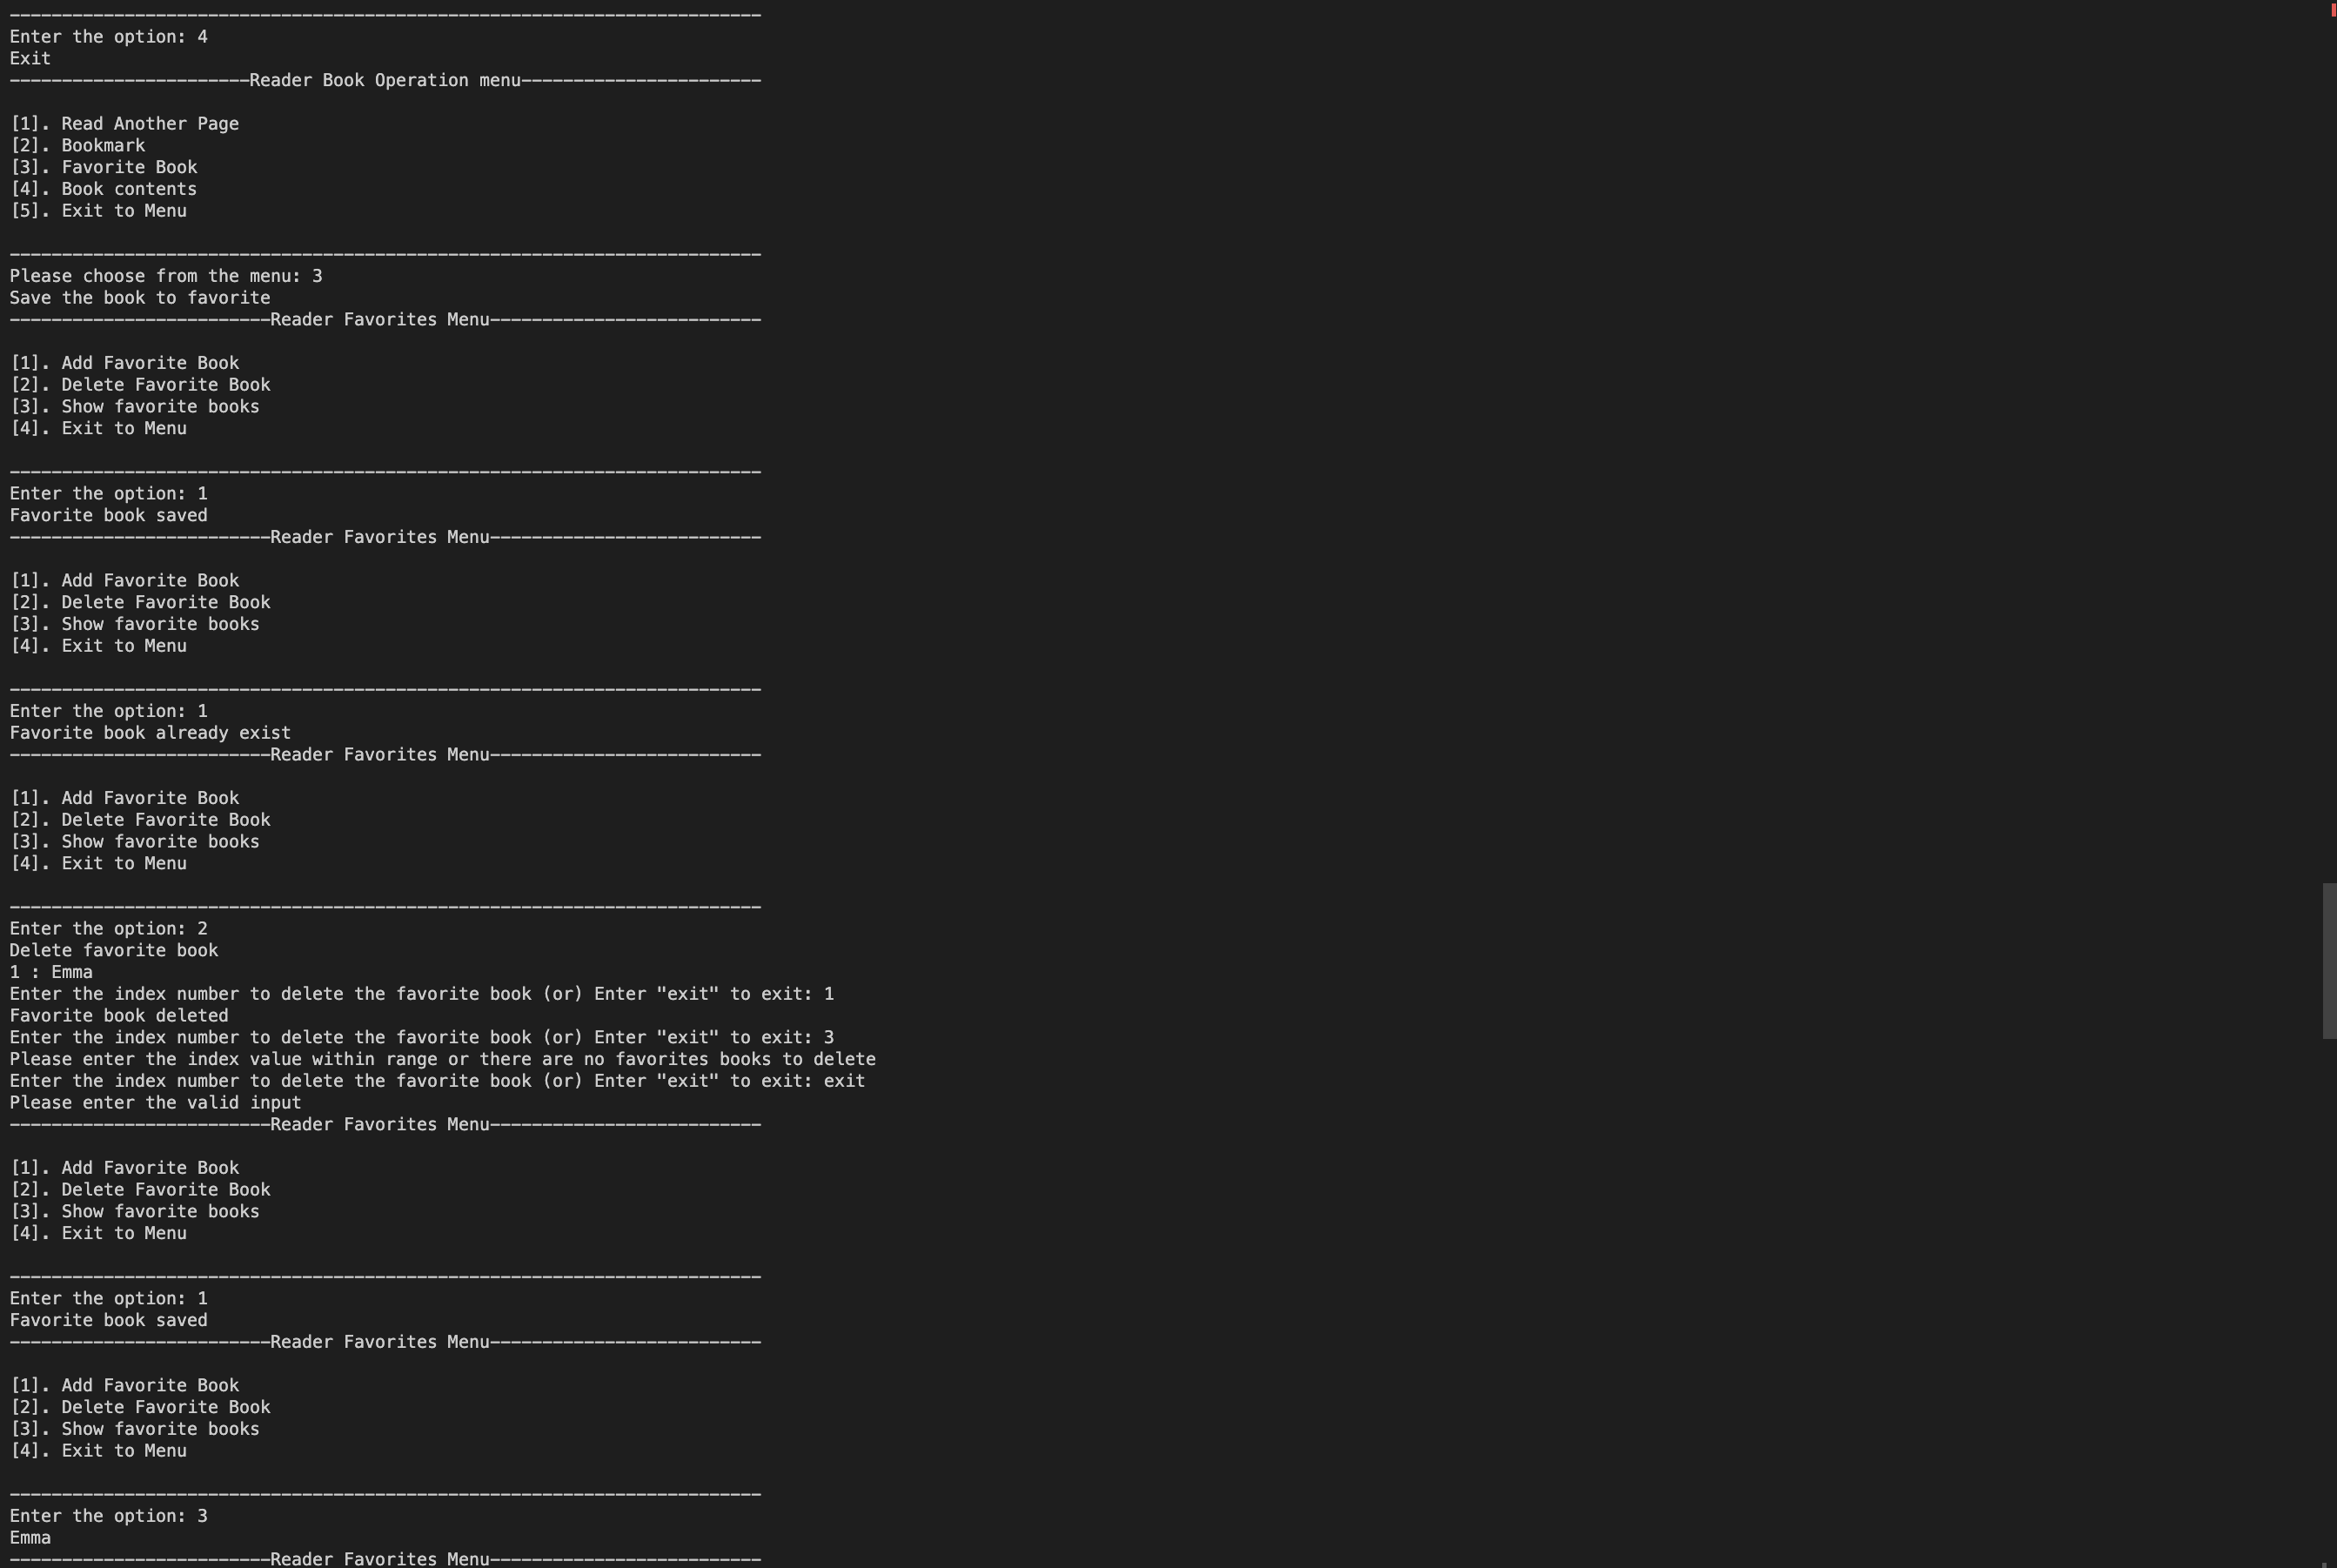 ------------------------------------------------------------------------
Enter the option: 4
Exit
-----------------------Reader Book Operation menu-----------------------
[1]. Read Another Page
[2]. Bookmark
[3]. Favorite Book
[4]. Book contents
[5]. Exit to Menu
------------------------------------------------------------------------
Please choose from the menu: 3
Save the book to favorite
-------------------------Reader Favorites Menu--------------------------
[1]. Add Favorite Book
[2]. Delete Favorite Book
[3]. Show favorite books
[4]. Exit to Menu
------------------------------------------------------------------------
Enter the option: 1
Favorite book saved
-------------------------Reader Favorites Menu--------------------------
[1]. Add Favorite Book
[2]. Delete Favorite Book
[3]. Show favorite books
[4]. Exit to Menu
------------------------------------------------------------------------
Enter the option: 1
Favorite book already exist
-------------------------Reader Favorites Menu--------------------------
[1]. Add Favorite Book
[2]. Delete Favorite Book
[3]. Show favorite books
[4]. Exit to Menu
------------------------------------------------------------------------
Enter the option: 2
Delete favorite book
1 : Emma
Enter the index number to delete the favorite book (or) Enter "exit" to exit: 1
Favorite book deleted
Enter the index number to delete the favorite book (or) Enter "exit" to exit: 3
Please enter the index value within range or there are no favorites books to delete
Enter the index number to delete the favorite book (or) Enter "exit" to exit: exit
Please enter the valid input
-------------------------Reader Favorites Menu--------------------------
[1]. Add Favorite Book
[2]. Delete Favorite Book
[3]. Show favorite books
[4]. Exit to Menu
------------------------------------------------------------------------
Enter the option: 1
Favorite book saved
-------------------------Reader Favorites Menu--------------------------
[1]. Add Favorite Book
[2]. Delete Favorite Book
[3]. Show favorite books
[4]. Exit to Menu
------------------------------------------------------------------------
Enter the option: 3
Emma
-------------------------Reader Favorites Menu--------------------------